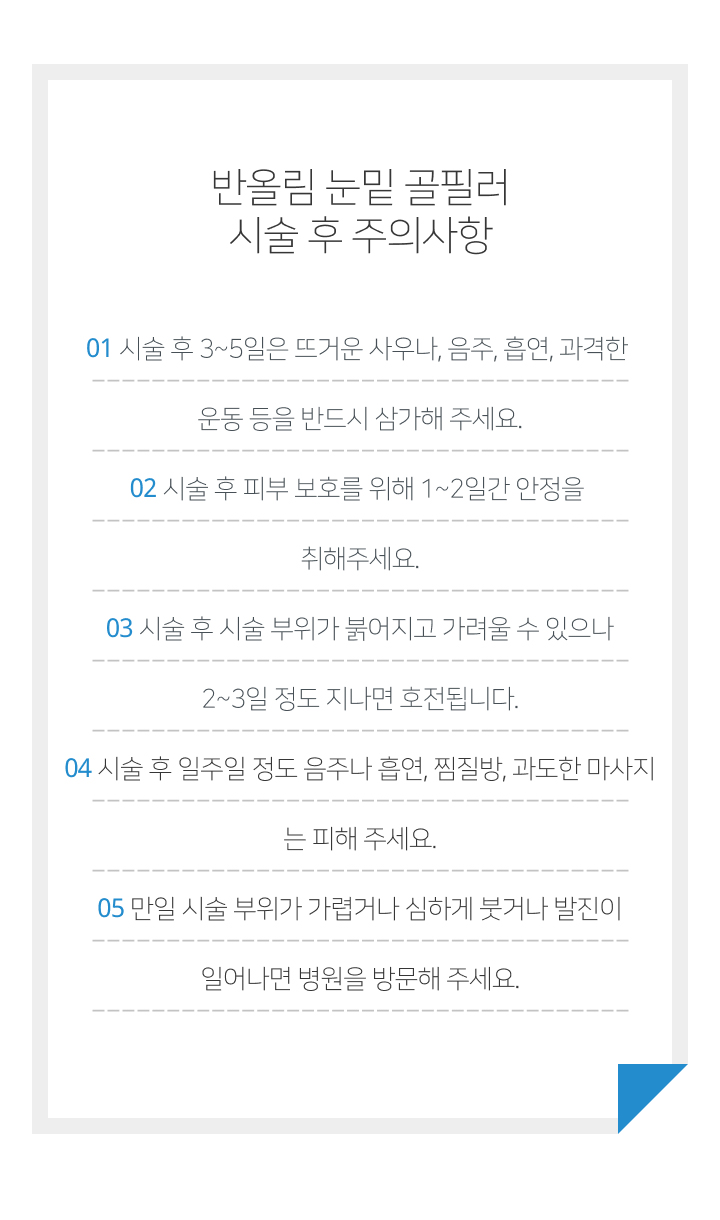 반올림 눈밑 골필러
시술 후 주의사항
01 시술 후 3~5일은 뜨거운 사우나, 음주, 흡연, 과격한
운동 등을 반드시 삼가해 주세요.
02 시술 후 피부 보호를 위해 1~2일간 안정을
취해주세요.
03 시술 후 시술 부위가 붉어지고 가려울 수 있으나
2~3일 정도 지나면 호전됩니다.
04 시술 후 일주일 정도 음주나 흡연, 찜질방, 과도한 마사지
는 피해 주세요.
05 만일 시술 부위가 가렵거나 심하게 붓거나 발진이
일어나면 병원을 방문해 주세요.